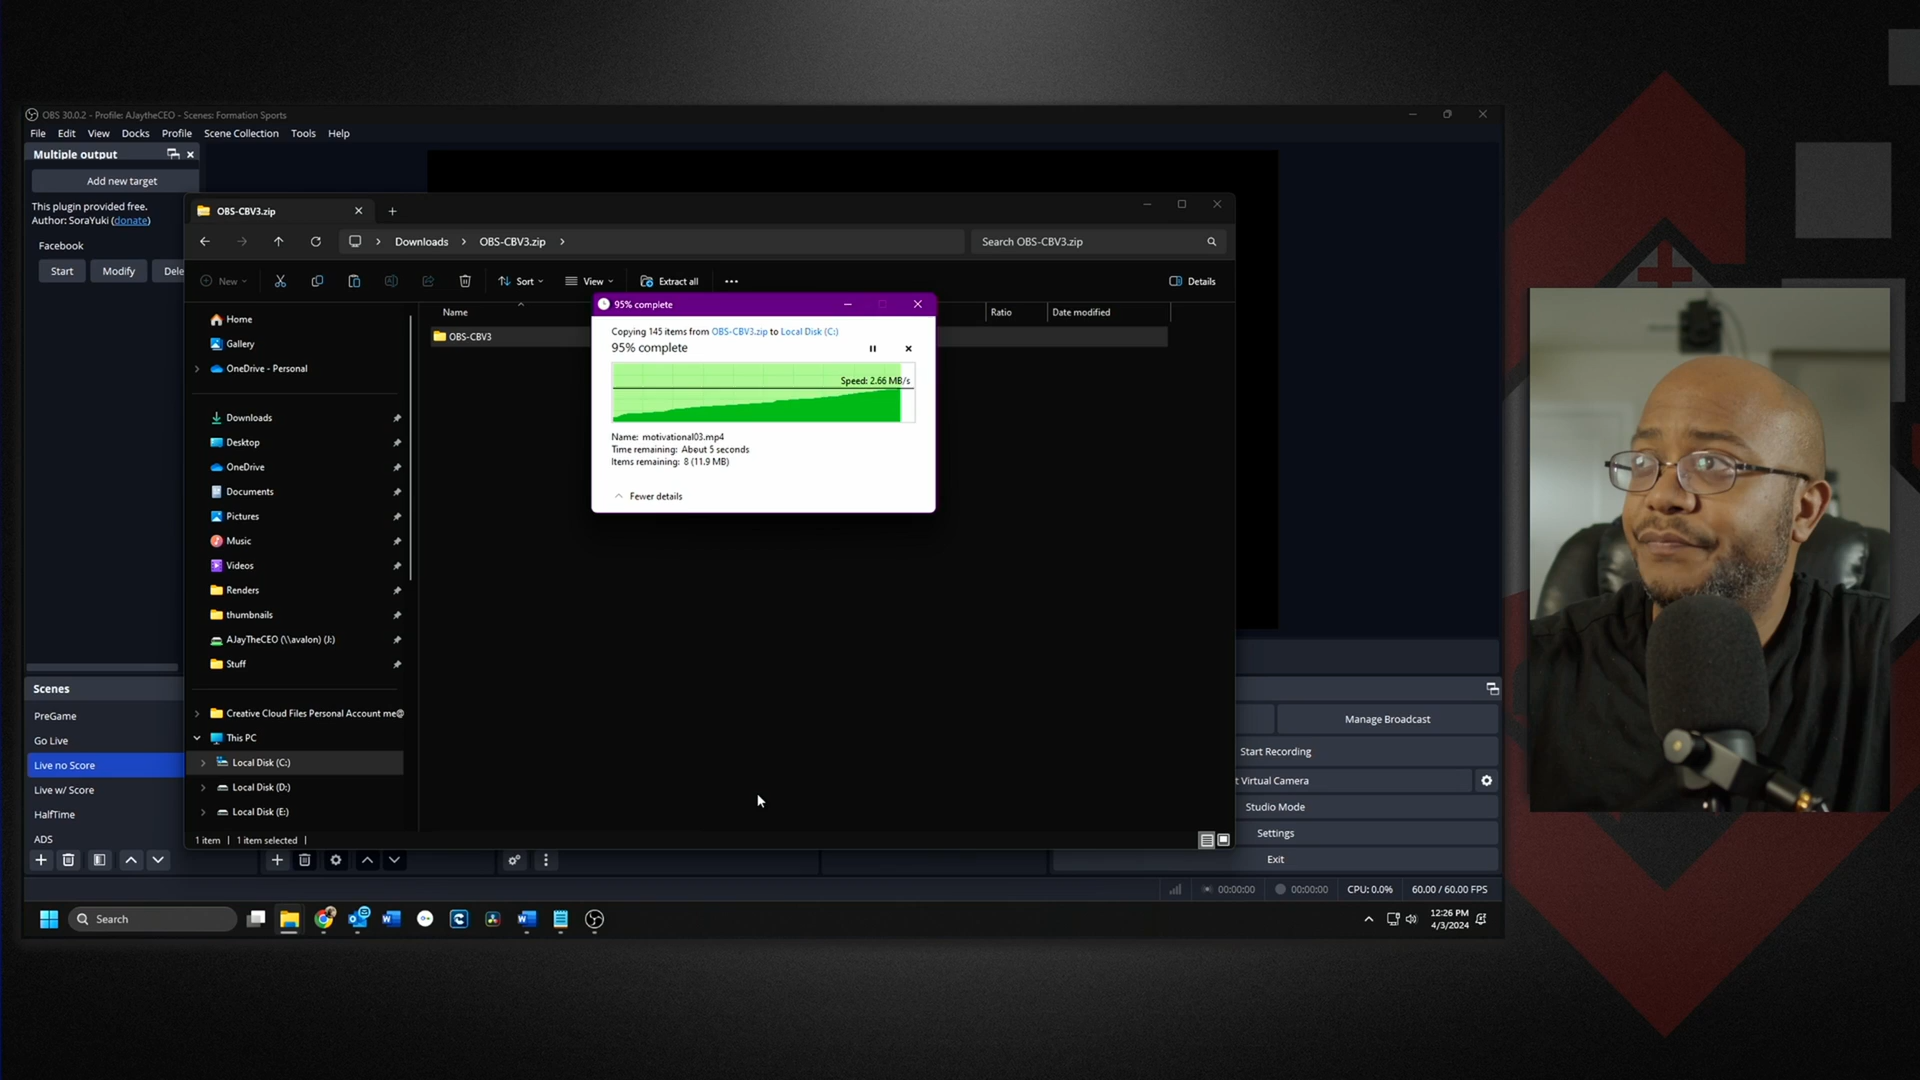 OBS 30.0.2 - Profile: AJaytheCEO - Scenes: Formation Sports
File Edit View Docks Profile Scene Collection Tools Help
Multiple output
Add new target
This plugin provided free.
Author: SoraYuki (donate)
Facebook
Start Modify Dele
OBS-CBV3.zip
Downloads > OBS-CBV3.zip >
Search OBS-CBV3.zip
New Sort View Extract all ... Details
Name Ratio Date modified
OBS-CBV3
95% complete
Copying 145 items from OBS-CBV3.zip to Local Disk (C:)
95% complete
Speed: 2.66 MB/s
Name: motivational03.mp4
Time remaining: About 5 seconds
Items remaining: 8 (11.9 MB)
Fewer details
Home
Gallery
OneDrive - Personal
Downloads
Desktop
OneDrive
Documents
Pictures
Music
Videos
Renders
thumbnails
AJayTheCEO (\\avalon) (J:)
Stuff
Creative Cloud Files Personal Account me@
This PC
Local Disk (C:)
Local Disk (D:)
Local Disk (E:)
1 item | 1 item selected |
Scenes
PreGame
Go Live
Live no Score
Live w/ Score
HalfTime
ADS
Manage Broadcast
Start Recording
t Virtual Camera
Studio Mode
Settings
Exit
00:00:00 00:00:00 CPU: 0.0% 60.00 / 60.00 FPS
Search
12:26 PM
4/3/2024